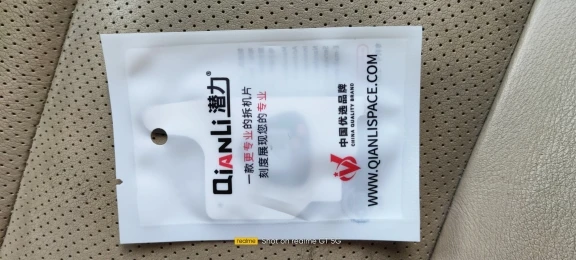 QiANLi 潜力®
一款更专业的拆机片
刻度展现您的专业
中国优选品牌
CHINA QUALITY BRAND
WWW.QIANLISPACE.COM
realme Shot on realme GT 5G